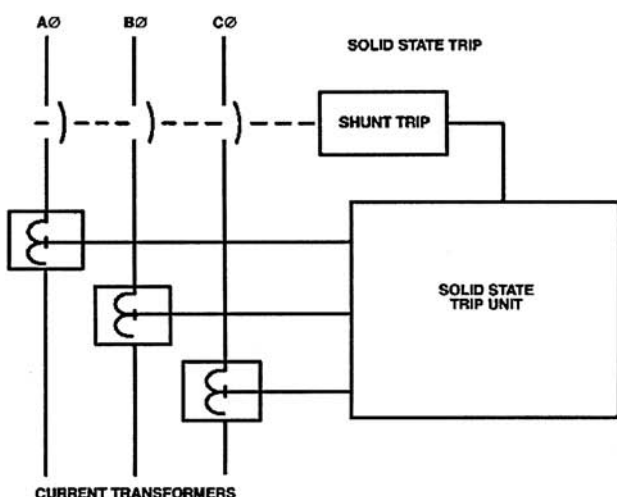 AØ BØ CØ
SOLID STATE TRIP
SHUNT TRIP
SOLID STATE
TRIP UNIT
CURRENT TRANSFORMERS